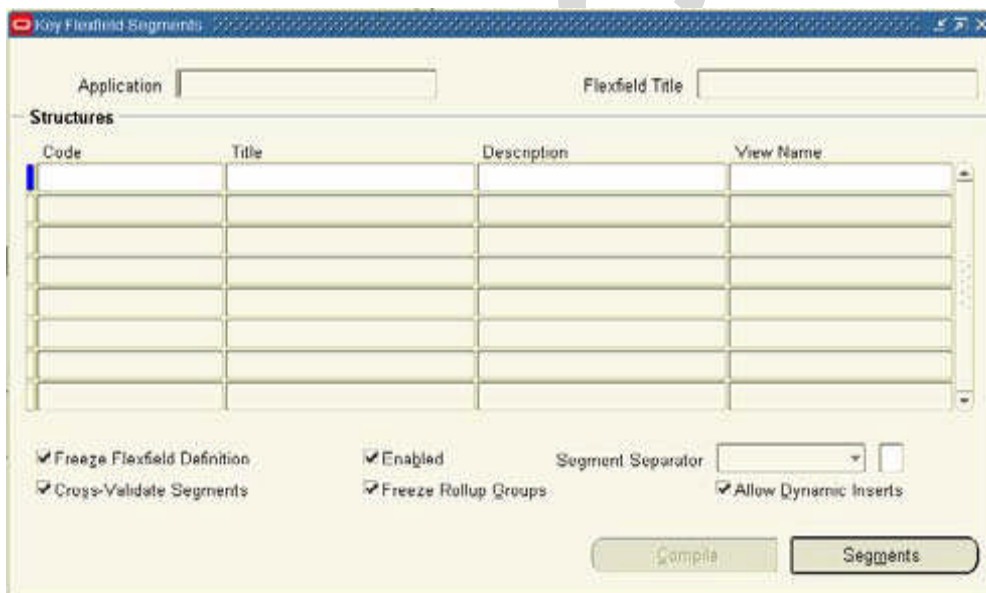 Key Flexfield Segments
Application Flexfield Title
Structures
Code Title Description View Name
Freeze Flexfield Definition Enabled Segment Separator
Cross-Validate Segments Freeze Rollup Groups Allow Dynamic Inserts
Compile Segments